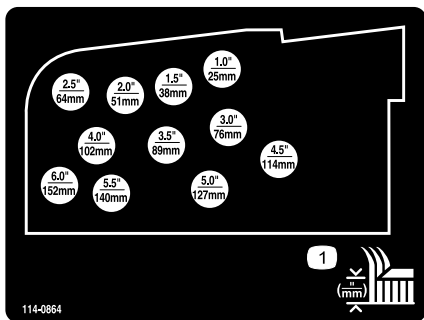 1.0"
25mm
1.5"
38mm
2.0"
51mm
2.5"
64mm
3.0"
76mm
3.5"
89mm
4.0"
102mm
4.5"
114mm
5.0"
127mm
5.5"
140mm
6.0"
152mm
1
"
(mm)
114-0864